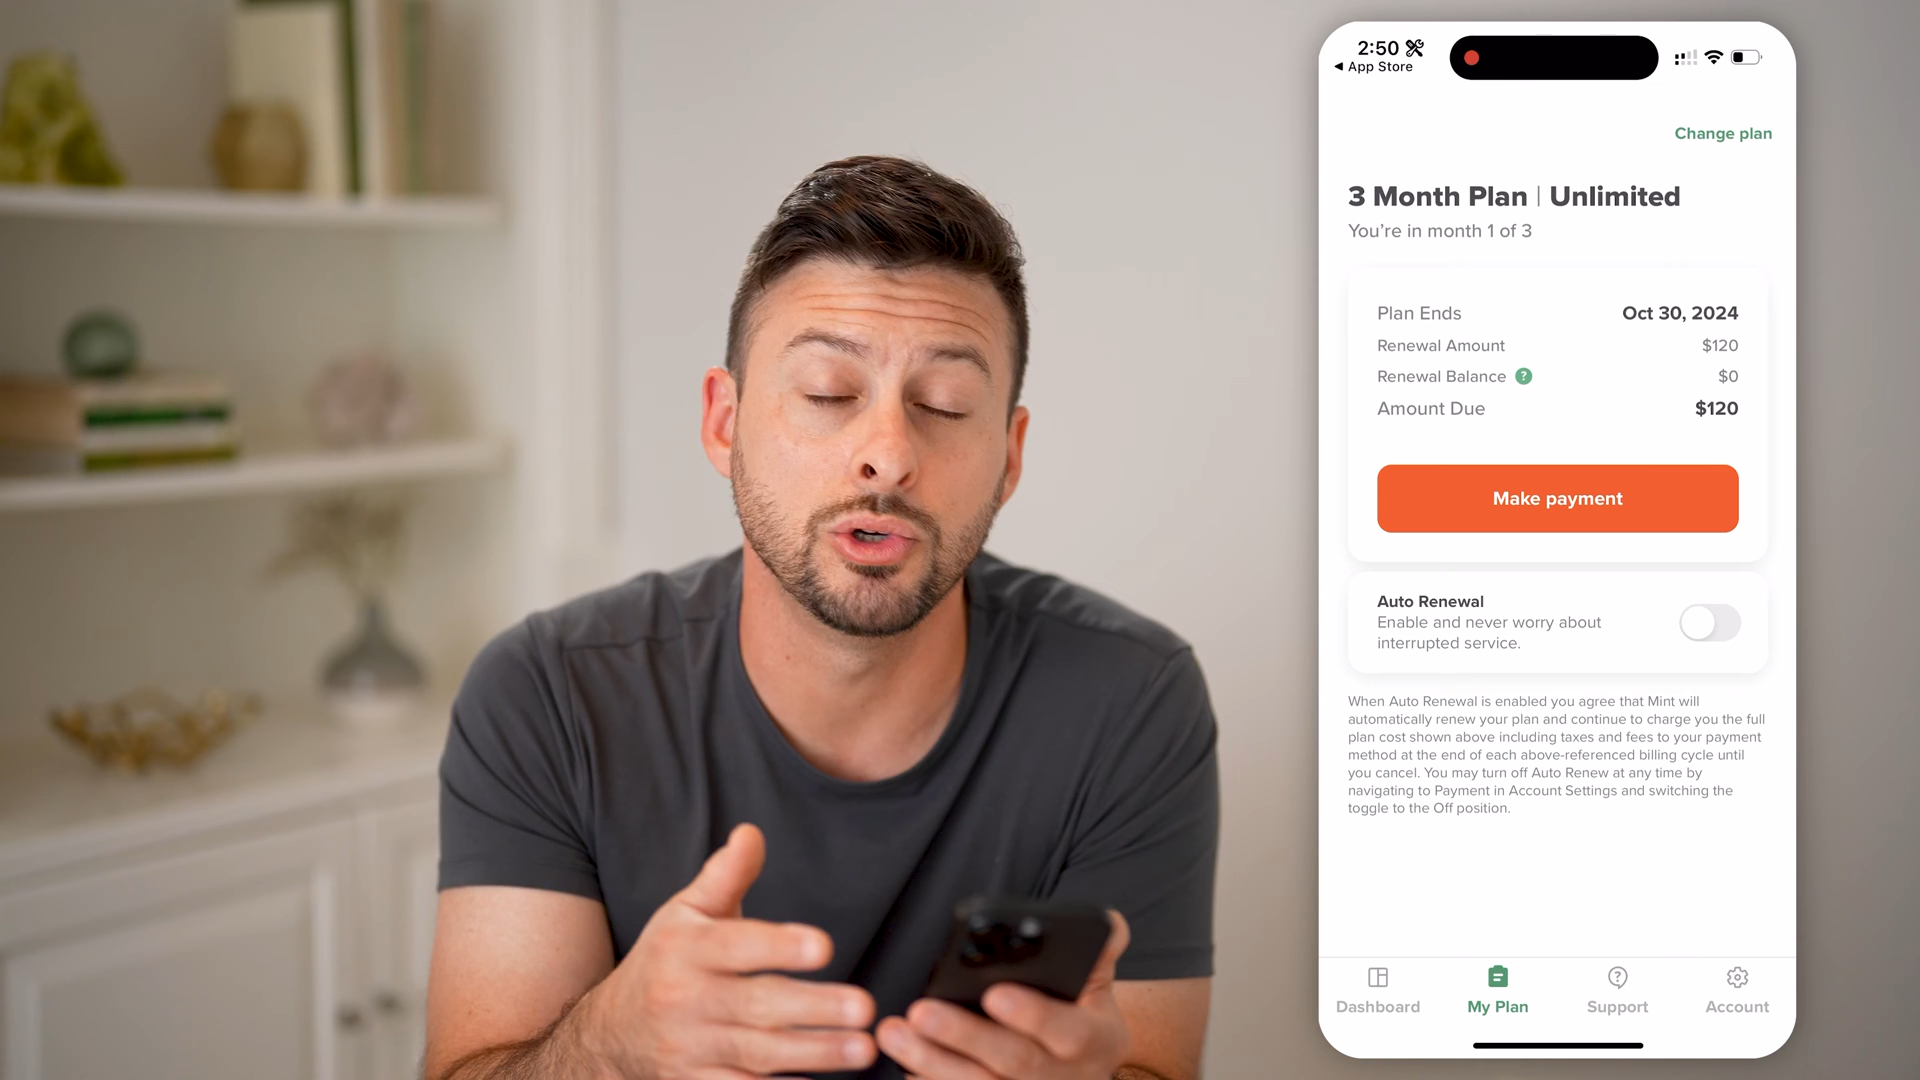 2:50
◀ App Store
Change plan
3 Month Plan | Unlimited
You're in month 1 of 3
Plan Ends Oct 30, 2024
Renewal Amount $120
Renewal Balance ? $0
Amount Due $120
Make payment
Auto Renewal
Enable and never worry about
interrupted service.
When Auto Renewal is enabled you agree that Mint will
automatically renew your plan and continue to charge you the full
plan cost shown above including taxes and fees to your payment
method at the end of each above-referenced billing cycle until
you cancel. You may turn off Auto Renew at any time by
navigating to Payment in Account Settings and switching the
toggle to the Off position.
Dashboard My Plan Support Account